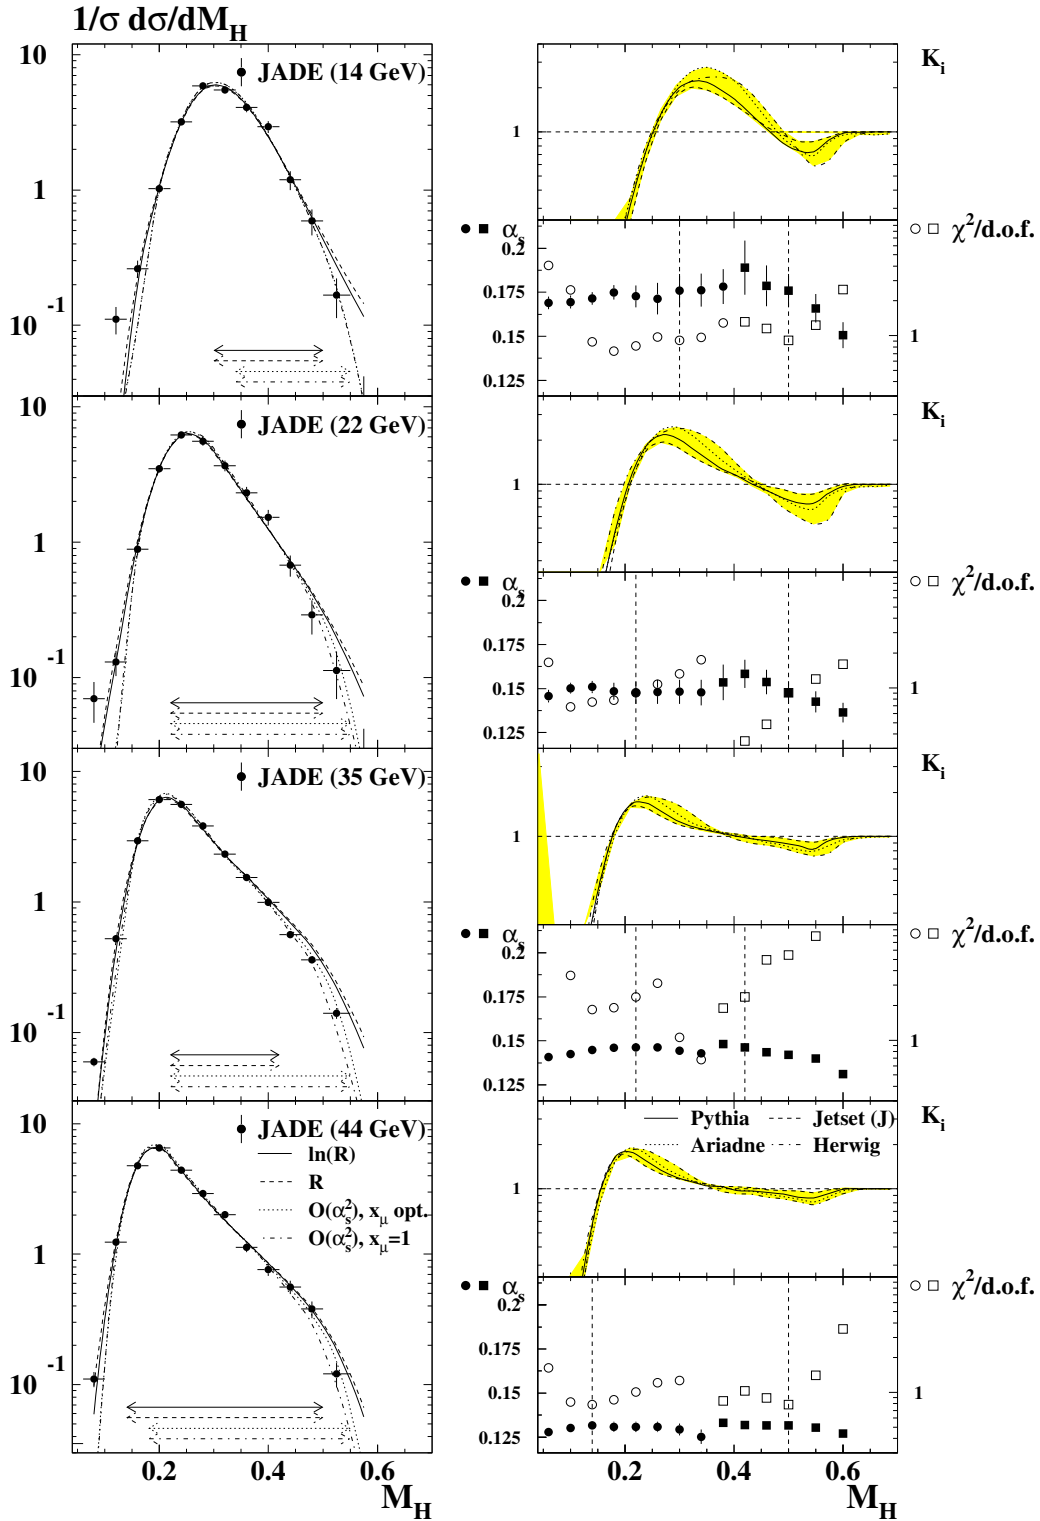 1/σ dσ/dM_H
10
1
10^-1
JADE (14 GeV)
K_i
1
α_s
0.2
0.175
0.15
0.125
χ²/d.o.f.
1
10
1
10^-1
JADE (22 GeV)
K_i
1
α_s
0.2
0.175
0.15
0.125
χ²/d.o.f.
1
10
1
10^-1
JADE (35 GeV)
K_i
1
α_s
0.2
0.175
0.15
0.125
χ²/d.o.f.
1
10
1
10^-1
JADE (44 GeV)
ln(R)
R
O(α_s²), x_μ opt.
O(α_s²), x_μ=1
0.2 0.4 0.6
M_H
Pythia Jetset (J)
Ariadne Herwig
K_i
1
α_s
0.2
0.175
0.15
0.125
χ²/d.o.f.
1
0.2 0.4 0.6
M_H